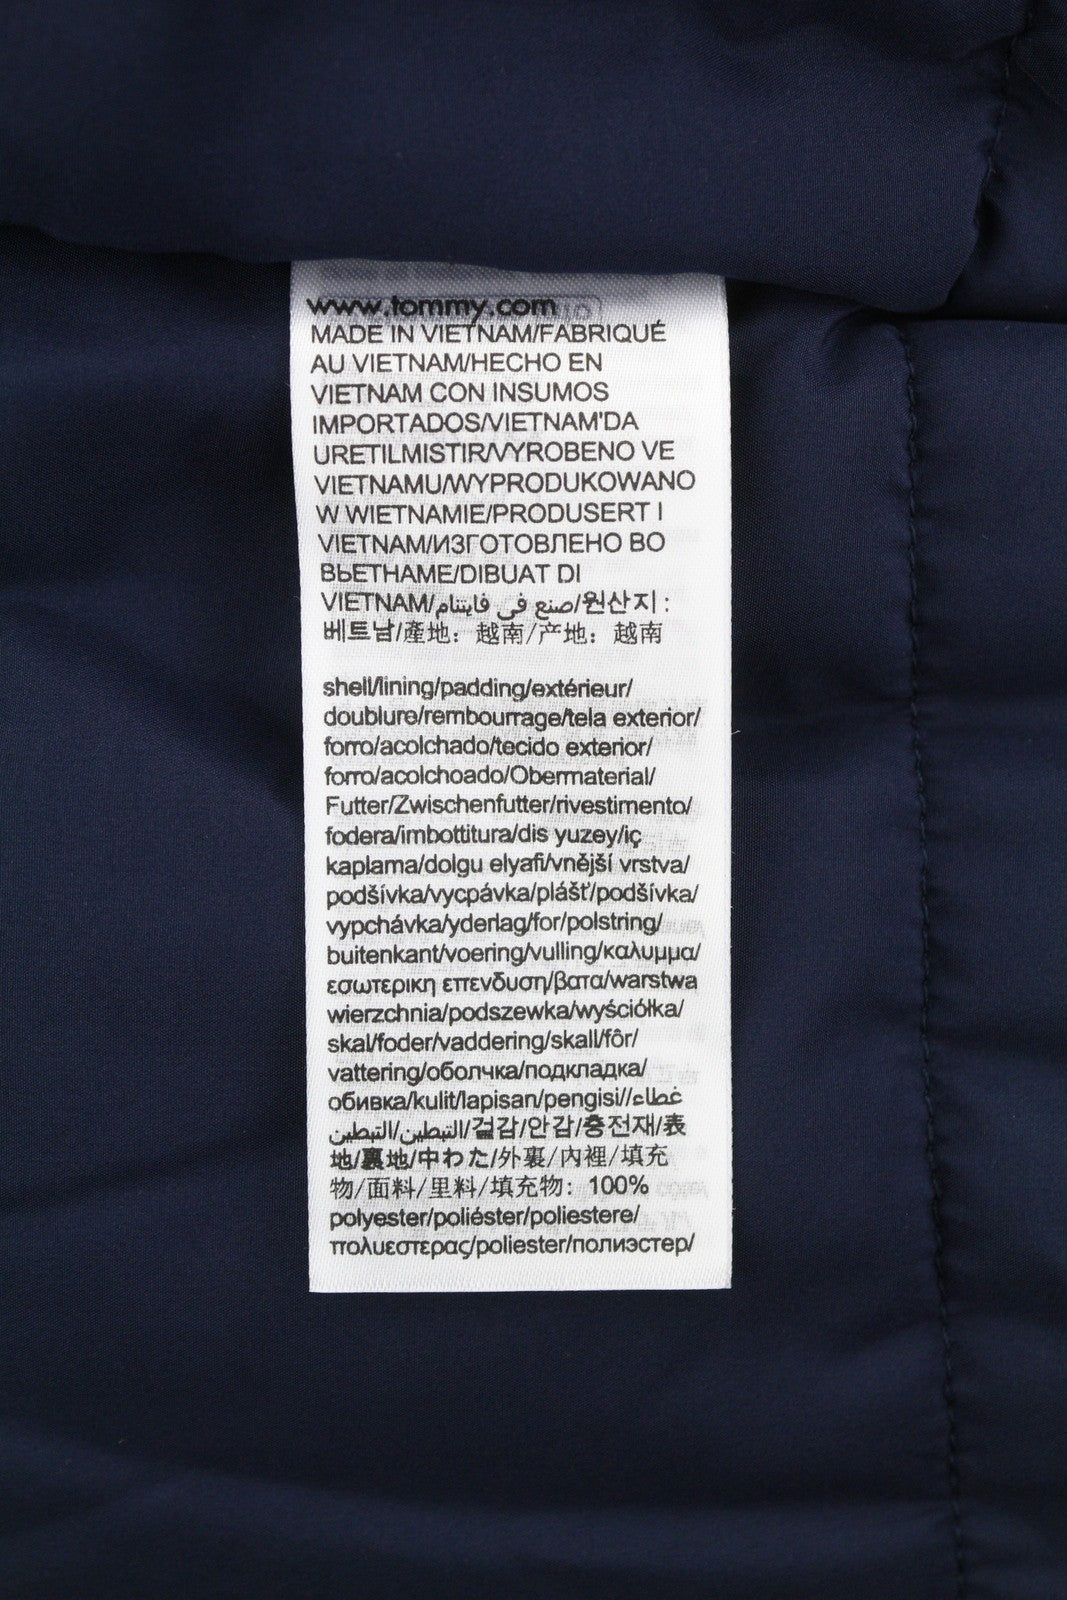 www.tommy.com
MADE IN VIETNAM/FABRIQUÉ
AU VIETNAM/HECHO EN
VIETNAM CON INSUMOS
IMPORTADOS/VIETNAM'DA
URETILMISTIR/VYROBENO VE
VIETNAMU/WYPRODUKOWANO
W WIETNAMIE/PRODUSERT I
VIETNAM/ИЗГОТОВЛЕНО ВО
ВЬЕТНАМЕ/DIBUAT DI
VIETNAM/صنع في فايتنام/원산지 :
베트남/產地：越南/产地：越南
shell/lining/padding/extérieur/
doublure/rembourrage/tela exterior/
forro/acolchado/tecido exterior/
forro/acolchoado/Obermaterial/
Futter/Zwischenfutter/rivestimento/
fodera/imbottitura/dis yuzey/iç
kaplama/dolgu elyafi/vnější vrstva/
podšívka/vycpávka/plášť/podšívka/
vypchávka/yderlag/for/polstring/
buitenkant/voering/vulling/καλυμμα/
εσωτερικη επενδυση/βατα/warstwa
wierzchnia/podszewka/wyściółka/
skal/foder/vaddering/skall/fôr/
vattering/оболчка/подкладка/
обивка/kulit/lapisan/pengisi//غطاء
التبطين/التبطين/겉감/안감/충전재/表
地/裏地/中わた/外裏/內裡/填充
物/面料/里料/填充物：100%
polyester/poliéster/poliestere/
πολυεστερας/poliester/полиэстер/